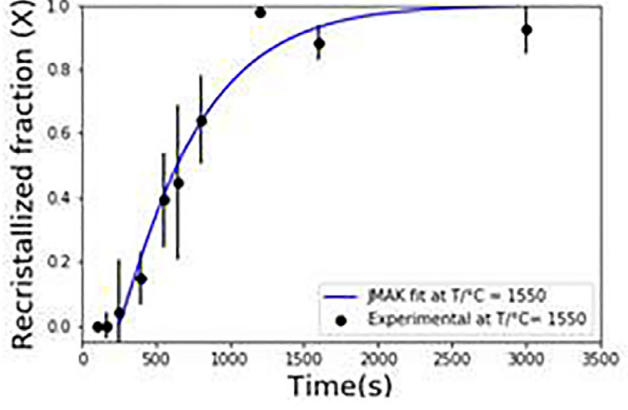 Recristallized fraction (X)
1.0
0.8
0.6
0.4
0.2
0.0
JMAK fit at T/°C = 1550
Experimental at T/°C= 1550
0 500 1000 1500 2000 2500 3000 3500
Time(s)